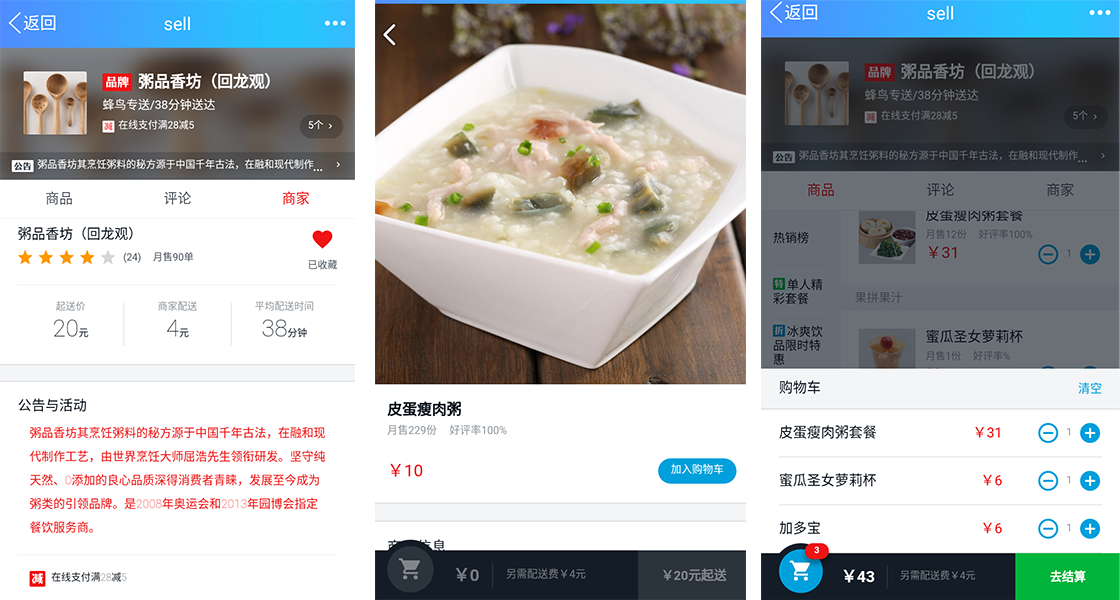 返回
sell
品牌 粥品香坊（回龙观）
蜂鸟专送/38分钟送达
减 在线支付满28减5
5个 >
公告 粥品香坊其烹饪粥料的秘方源于中国千年古法，在融和现代制作... >
商品 评论 商家
粥品香坊（回龙观）
(24) 月售90单
已收藏
起送价 商家配送 平均配送时间
20元 4元 38分钟
公告与活动
粥品香坊其烹饪粥料的秘方源于中国千年古法，在融和现
代制作工艺，由世界烹饪大师屈浩先生领衔研发。坚守纯
天然、0添加的良心品质深得消费者青睐，发展至今成为
粥类的引领品牌。是2008年奥运会和2013年园博会指定
餐饮服务商。
减 在线支付满28减5
皮蛋瘦肉粥
月售229份 好评率100%
￥10
加入购物车
￥0 另需配送费￥4元 ￥20元起送
返回
sell
品牌 粥品香坊（回龙观）
蜂鸟专送/38分钟送达
减 在线支付满28减5
5个 >
公告 粥品香坊其烹饪粥料的秘方源于中国千年古法，在融和现代制作... >
商品 评论 商家
热销榜
特 单人精
彩套餐
折 冰爽饮
品限时特
惠
皮蛋瘦肉粥套餐
月售12份 好评率100%
￥31
1
果拼果汁
蜜瓜圣女萝莉杯
月售1份 好评率%
购物车 清空
皮蛋瘦肉粥套餐 ￥31 1
蜜瓜圣女萝莉杯 ￥6 1
加多宝 ￥6 1
3
￥43 另需配送费￥4元 去结算